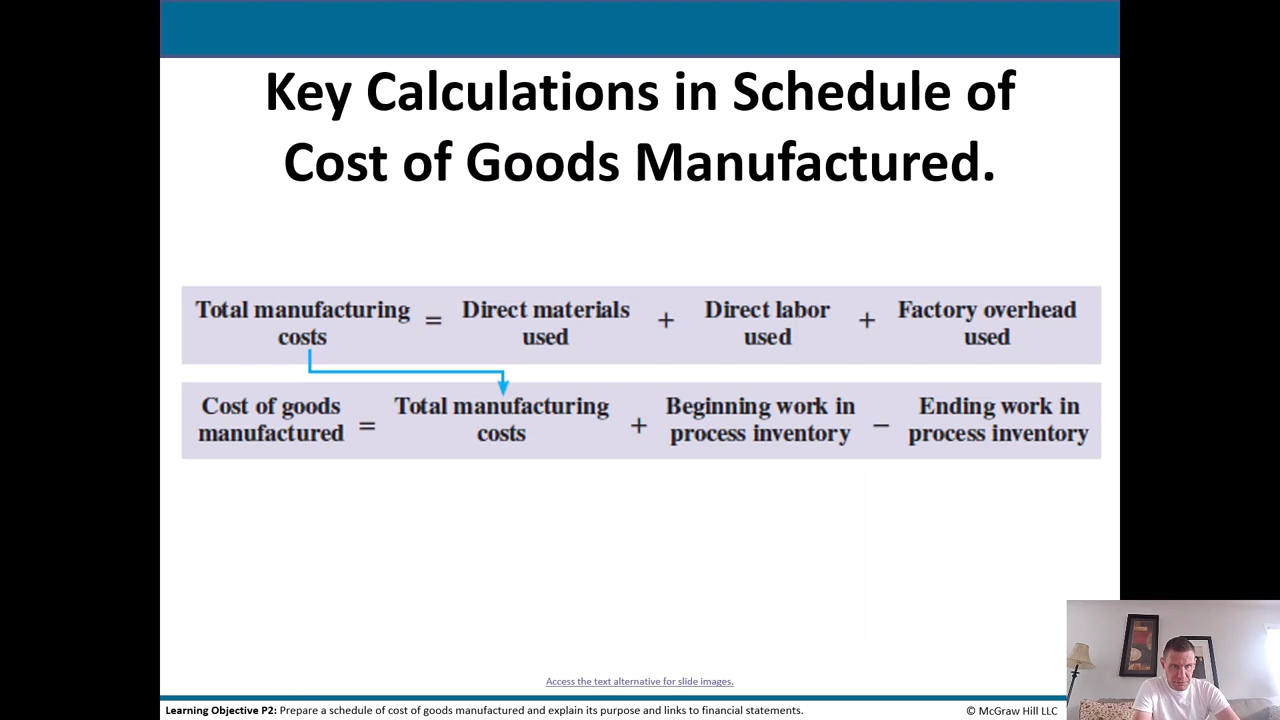 Key Calculations in Schedule of
Cost of Goods Manufactured.
Total manufacturing costs = Direct materials used + Direct labor used + Factory overhead used
Cost of goods manufactured = Total manufacturing costs + Beginning work in process inventory − Ending work in process inventory
Access the text alternative for slide images.
Learning Objective P2: Prepare a schedule of cost of goods manufactured and explain its purpose and links to financial statements.
© McGraw Hill LLC